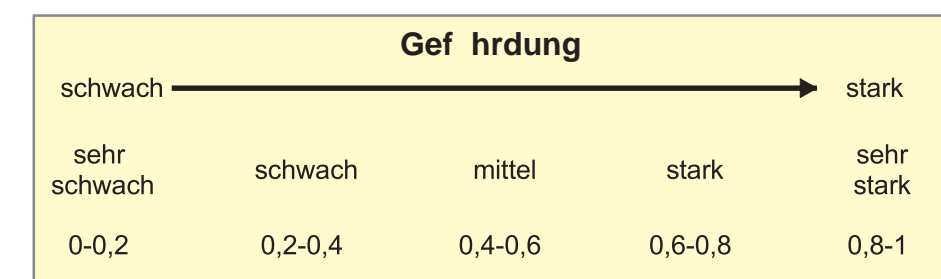 Gef hrdung
schwach stark
sehr schwach schwach mittel stark sehr stark
0-0,2 0,2-0,4 0,4-0,6 0,6-0,8 0,8-1